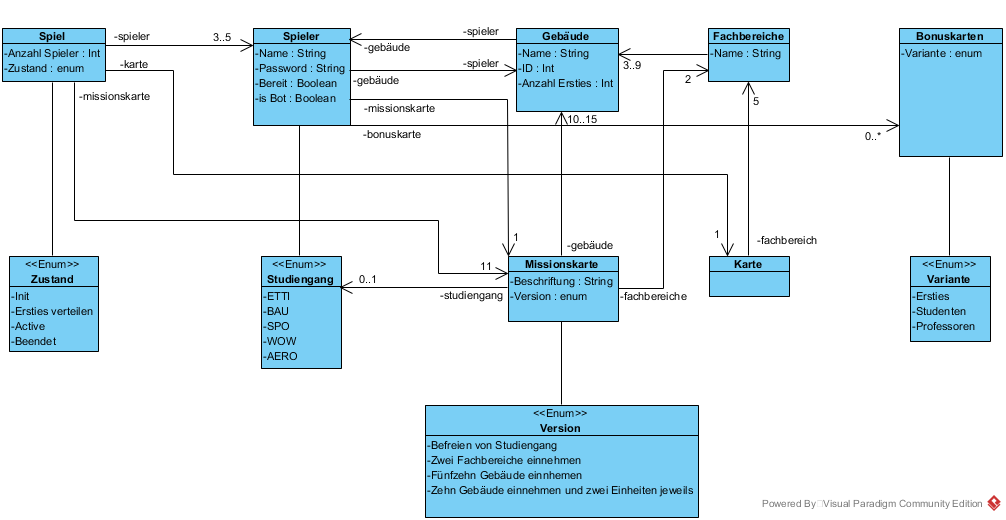 Spiel
-Anzahl Spieler : Int
-Zustand : enum
-spieler
3..5
-karte
-missionskarte
Spieler
-Name : String
-Password : String
-Bereit : Boolean
-is Bot : Boolean
-spieler
-gebäude
-spieler
-gebäude
-missionskarte
-bonuskarte
Gebäude
-Name : String
-ID : Int
-Anzahl Ersties : Int
10..15
3..9
2
Fachbereiche
-Name : String
5
Bonuskarten
-Variante : enum
0..*
<<Enum>>
Zustand
-Init
-Ersties verteilen
-Active
-Beendet
<<Enum>>
Studiengang
-ETTI
-BAU
-SPO
-WOW
-AERO
0..1
-studiengang
11
1
-gebäude
Missionskarte
-Beschriftung : String
-Version : enum
-fachbereiche
1
-fachbereich
Karte
<<Enum>>
Variante
-Ersties
-Studenten
-Professoren
<<Enum>>
Version
-Befreien von Studiengang
-Zwei Fachbereiche einnehmen
-Fünfzehn Gebäude einnhemen
-Zehn Gebäude einnehmen und zwei Einheiten jeweils
Powered By Visual Paradigm Community Edition